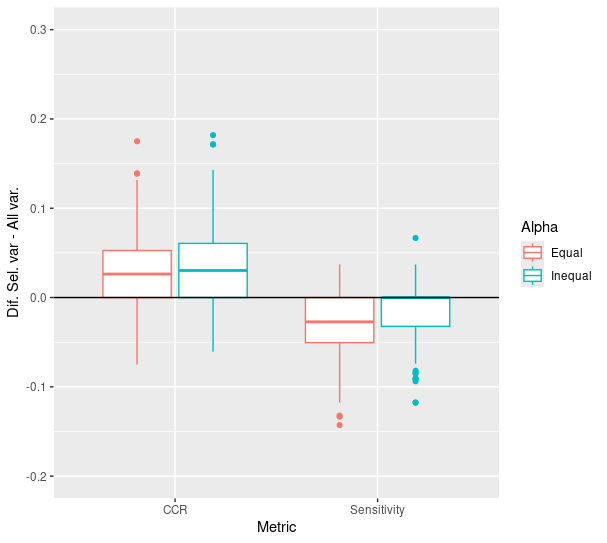 Dif. Sel. var - All var.
0.3
0.2
0.1
0.0
-0.1
-0.2
CCR
Sensitivity
Metric
Alpha
Equal
Inequal